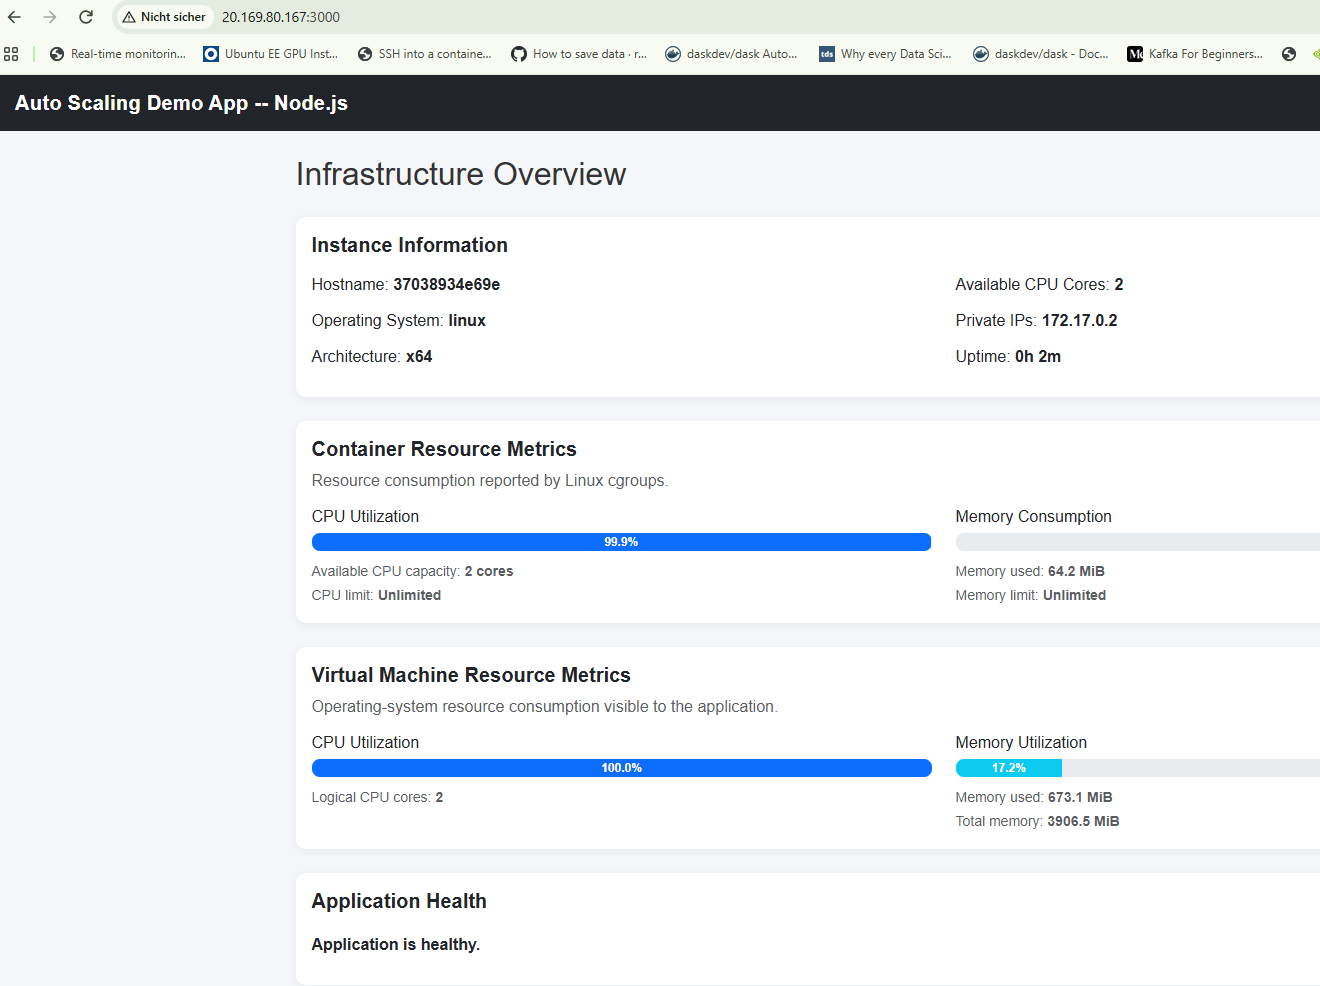 Nicht sicher 20.169.80.167:3000
Real-time monitorin... Ubuntu EE GPU Inst... SSH into a containe... How to save data · r... daskdev/dask Auto... tds Why every Data Sci... daskdev/dask - Doc... Kafka For Beginners...
Auto Scaling Demo App -- Node.js
Infrastructure Overview
Instance Information
Hostname: 37038934e69e
Available CPU Cores: 2
Operating System: linux
Private IPs: 172.17.0.2
Architecture: x64
Uptime: 0h 2m
Container Resource Metrics
Resource consumption reported by Linux cgroups.
CPU Utilization
Memory Consumption
99.9%
Available CPU capacity: 2 cores
Memory used: 64.2 MiB
CPU limit: Unlimited
Memory limit: Unlimited
Virtual Machine Resource Metrics
Operating-system resource consumption visible to the application.
CPU Utilization
Memory Utilization
100.0%
17.2%
Logical CPU cores: 2
Memory used: 673.1 MiB
Total memory: 3906.5 MiB
Application Health
Application is healthy.